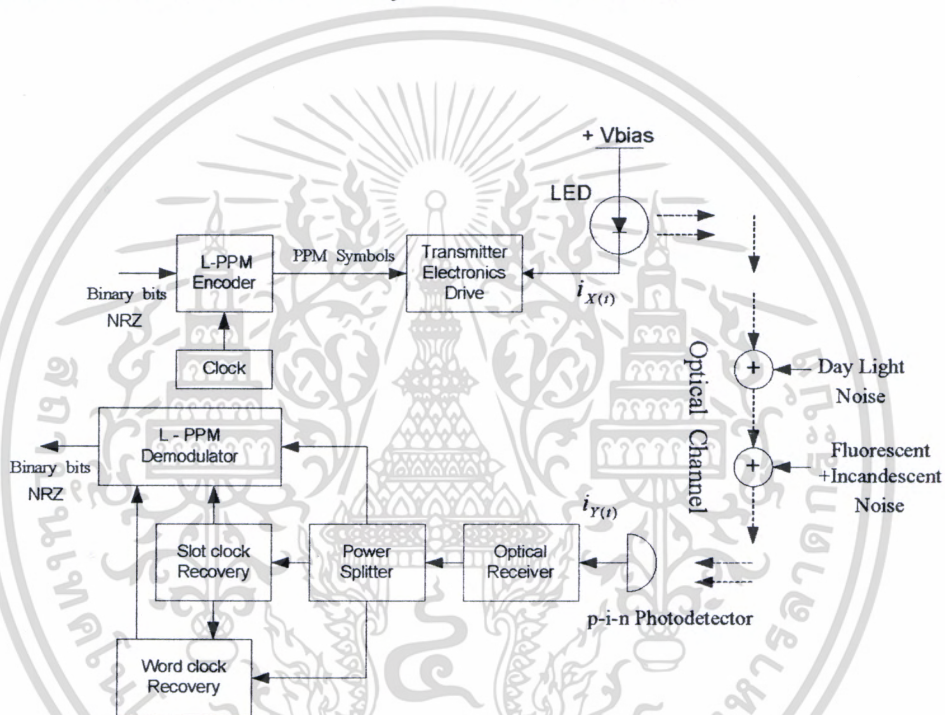 + Vbias
LED
L-PPM
Encoder
PPM Symbols
Transmitter
Electronics
Drive
Binary bits
NRZ
i_X(t)
Clock
Optical Channel
+
Day Light
Noise
+
Fluorescent
+Incandescent
Noise
L - PPM
Demodulator
Binary bits
NRZ
i_Y(t)
Slot clock
Recovery
Power
Splitter
Optical
Receiver
p-i-n Photodetector
Word clock
Recovery